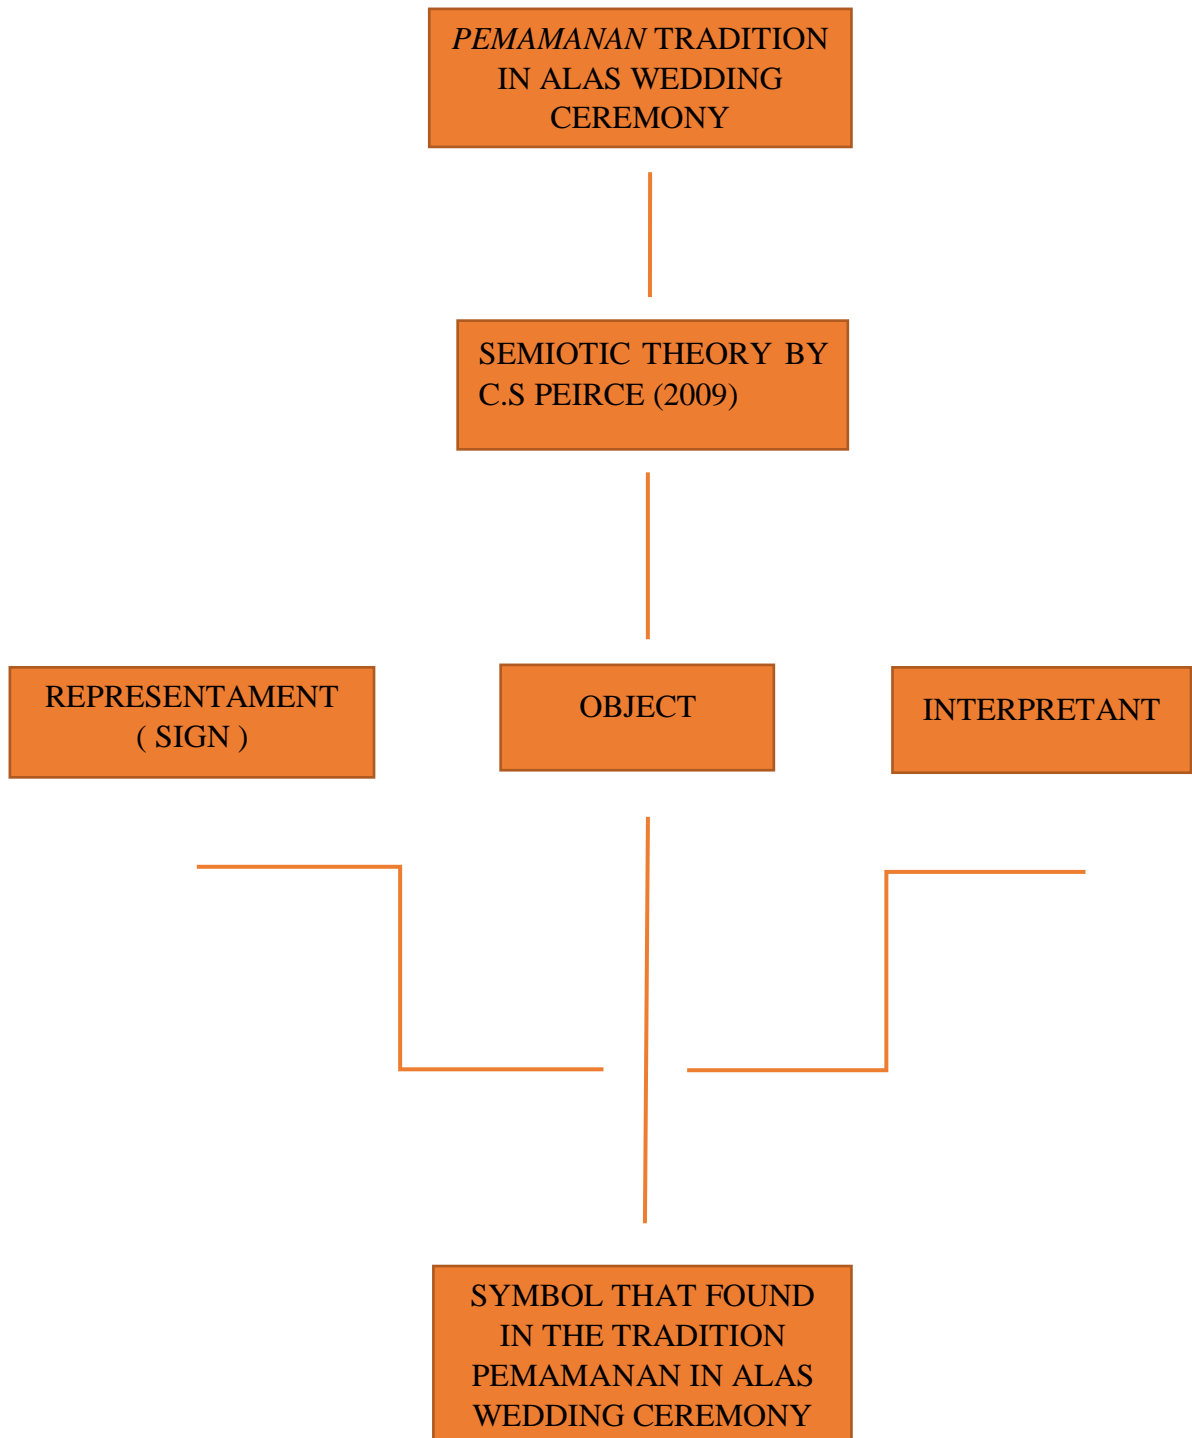 PEMAMANAN TRADITION
IN ALAS WEDDING
CEREMONY
SEMIOTIC THEORY BY
C.S PEIRCE (2009)
REPRESENTAMENT
( SIGN )
OBJECT
INTERPRETANT
SYMBOL THAT FOUND
IN THE TRADITION
PEMAMANAN IN ALAS
WEDDING CEREMONY